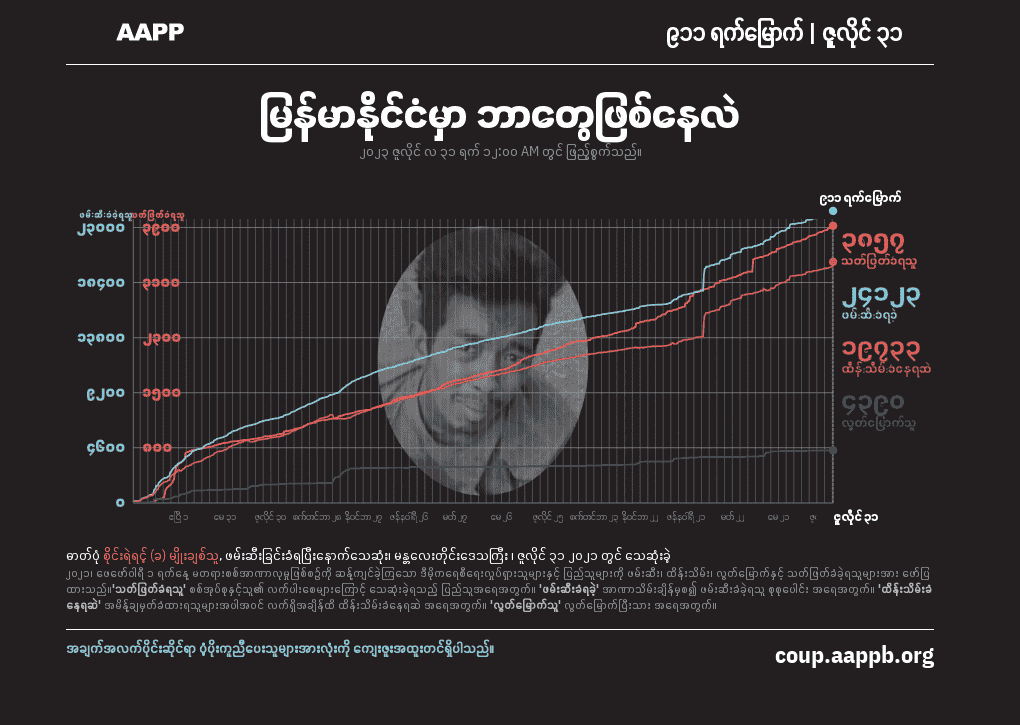 AAPP
၉၁၁ ရက်မြောက် | ဇူလိုင် ၃၁
မြန်မာနိုင်ငံမှာ ဘာတွေဖြစ်နေလဲ
၂၀၂၃ ဇူလိုင် လ ၃၁ ရက် ၁၂:၀၀ AM တွင် ဖြည့်စွက်သည်။
၉၁၁ ရက်မြောက်
ဖမ်းဆီးခံခဲ့ရသူ သတ်ဖြတ်ခံရသူ
၂၃၀၀၀ ၃၉၀၀
၁၈၄၀၀ ၃၁၀၀
၁၃၈၀၀ ၂၃၀၀
၉၂၀၀ ၁၅၀၀
၄၆၀၀ ၈၀၀
၀
၃၈၅၇
သတ်ဖြတ်ခံရသူ
၂၄၁၂၃
ဖမ်းဆီးခံရသူ
၁၉၇၃၃
ထိန်းသိမ်းခံနေရဆဲ
၄၃၉၀
လွတ်မြောက်သူ
ဧပြီ ၁ မေ ၃၁ ဇူလိုင် ၃၀ စက်တင်ဘာ ၂၈ နိုဝင်ဘာ ၂၇ ဇန်နဝါရီ ၂၆ မတ် ၂၇ မေ ၂၆ ဇူလိုင် ၂၅ စက်တင်ဘာ ၂၃ နိုဝင်ဘာ ၂၂ ဇန်နဝါရီ ၂၁ မတ် ၂၂ မေ ၂၁ ဇူလိုင် ၃၁
ဓာတ်ပုံ စိုင်းရဲရင့် (ခ) မျိုးချစ်သူ, ဖမ်းဆီးခြင်းခံရပြီးနောက်သေဆုံး၊ မန္တလေးတိုင်းဒေသကြီး ၊ ဇူလိုင် ၃၁ ၂၀၂၁ တွင် သေဆုံးခဲ့
၂၀၂၁၊ ဖေဖော်ဝါရီ ၁ ရက်နေ့ မတရားစစ်အာဏာလုမှုဖြစ်စဥ်ကို ဆန့်ကျင်ခဲ့ကြသော ဒီမိုကရေစီရေးလှုပ်ရှားသူများနှင့် ပြည်သူများကို ဖမ်းဆီး၊ ထိန်းသိမ်း၊ လွတ်မြောက်နှင့် သတ်ဖြတ်ခံခဲ့ရသူများအား ဖော်ပြ
ထားသည်။'သတ်ဖြတ်ခံရသူ' စစ်အုပ်စုနှင့်သူ၏ လက်ပါးစေများကြောင့် သေဆုံးခဲ့ရသည့် ပြည်သူအရေအတွက်။ 'ဖမ်းဆီးခံရခဲ့' အာဏာသိမ်းချိန်မှစ၍ ဖမ်းဆီးခံခဲ့ရသူ စုစုပေါင်း အရေအတွက်။ 'ထိန်းသိမ်းခံ
နေရဆဲ' အမိန့်ချမှတ်ခံထားရသူများအပါအဝင် လက်ရှိအချိန်ထိ ထိန်းသိမ်းခံနေရဆဲ အရေအတွက်။ 'လွတ်မြောက်သူ' လွတ်မြောက်ပြီးသား အရေအတွက်။
အချက်အလက်ပိုင်းဆိုင်ရာ ပံ့ပိုးကူညီပေးသူများအားလုံးကို ကျေးဇူးအထူးတင်ရှိပါသည်။
coup.aappb.org